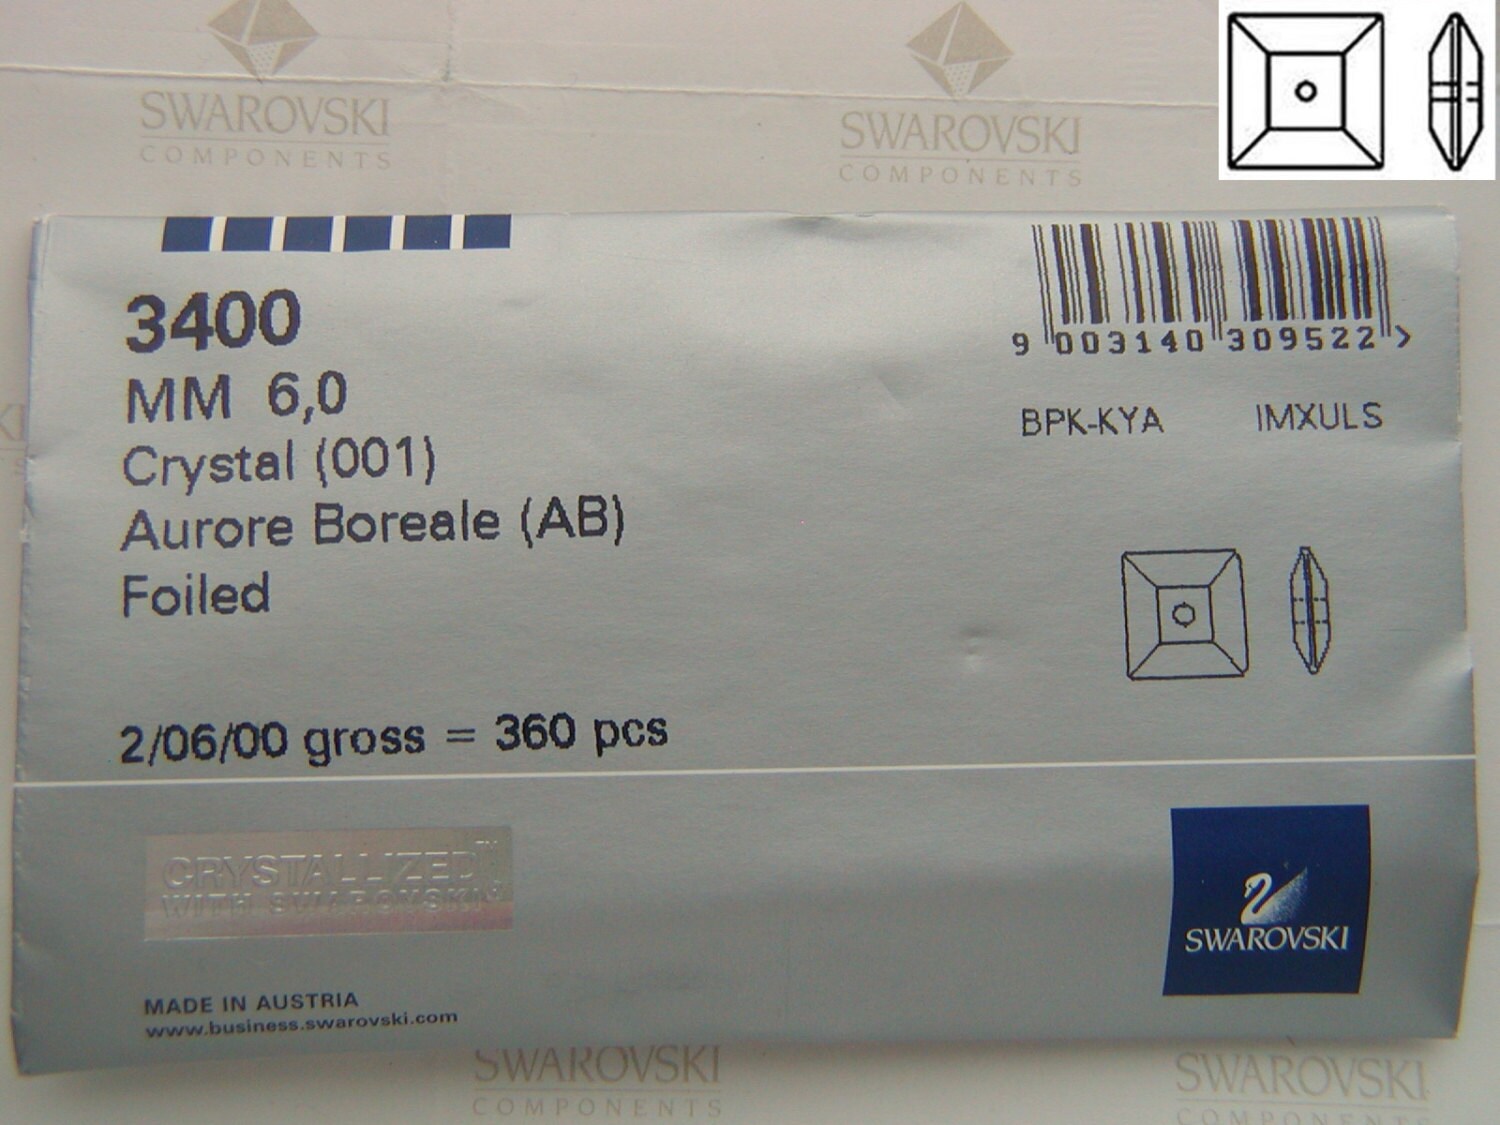 SWAROVSKI
COMPONENTS
SWAROVSKI
COMPONENTS
3400
MM 6,0
Crystal (001)
Aurore Boreale (AB)
Foiled
2/06/00 gross = 360 pcs
9 003140 309522 >
BPK-KYA IMXULS
CRYSTALLIZED™
WITH SWAROVSKI
MADE IN AUSTRIA
www.business.swarovski.com
SWAROVSKI
SWAROVSKI
COMPONENTS
SWAROVSKI
COMPONENTS